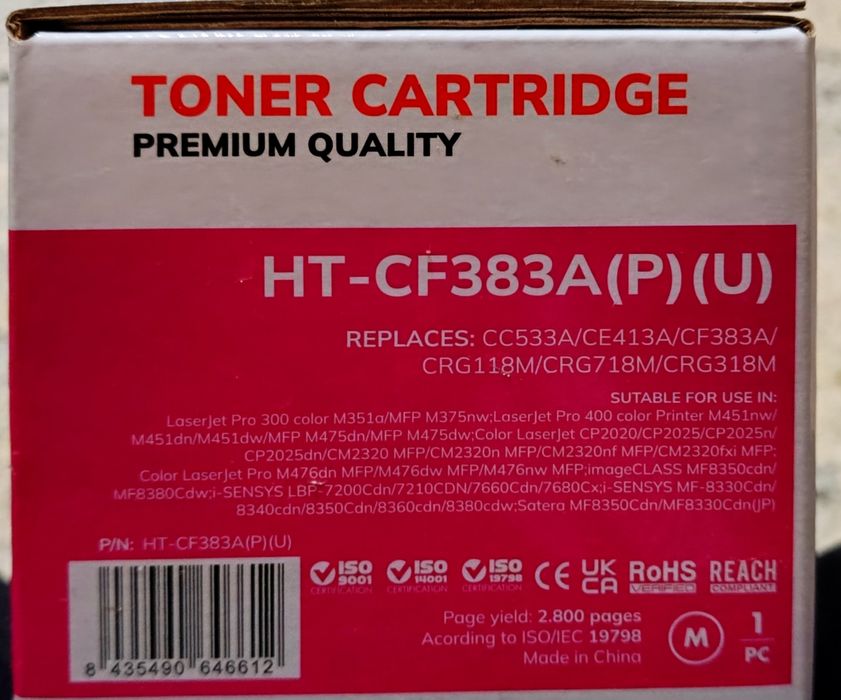 TONER CARTRIDGE
PREMIUM QUALITY
HT-CF383A(P)(U)
REPLACES: CC533A/CE413A/CF383A/
CRG118M/CRG718M/CRG318M
SUTABLE FOR USE IN:
LaserJet Pro 300 color M351a/MFP M375nw;LaserJet Pro 400 color Printer M451nw/
M451dn/M451dw/MFP M475dn/MFP M475dw;Color LaserJet CP2020/CP2025/CP2025n/
CP2025dn/CM2320 MFP/CM2320n MFP/CM2320nf MFP/CM2320fxi MFP;
Color LaserJet Pro M476dn MFP/M476dw MFP/M476nw MFP;imageCLASS MF8350cdn/
MF8380Cdw;i-SENSYS LBP-7200Cdn/7210CDN/7660Cdn/7680Cx;i-SENSYS MF-8330Cdn/
8340cdn/8350Cdn/8360cdn/8380cdw;Satera MF8350Cdn/MF8330Cdn(JP)
P/N: HT-CF383A(P)(U)
ISO 9001 CERTIFICATION
ISO 14001 CERTIFICATION
ISO 19798 CERTIFICATION
CE
UK CA
RoHS VERIFIED
REACH COMPLIANT
Page yield: 2.800 pages
Acording to ISO/IEC 19798
Made in China
M
1 PC
8 435490 646612